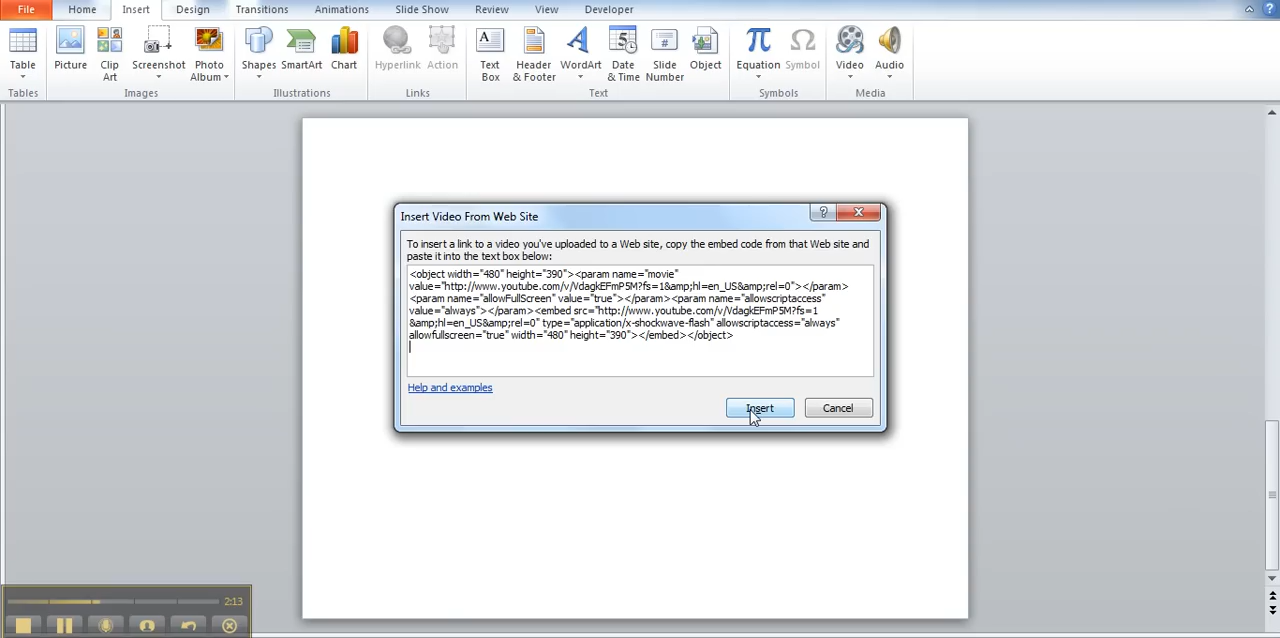 File Home Insert Design Transitions Animations Slide Show Review View Developer
Table Picture Clip Art Screenshot Photo Album Shapes SmartArt Chart Hyperlink Action Text Box Header & Footer WordArt Date & Time Slide Number Object Equation Symbol Video Audio
Tables Images Illustrations Links Text Symbols Media
Insert Video From Web Site
To insert a link to a video you've uploaded to a Web site, copy the embed code from that Web site and
paste it into the text box below:
<object width="480" height="390"><param name="movie"
value="http://www.youtube.com/v/VdagkEFmP5M?fs=1&amp;hl=en_US&amp;rel=0"></param>
<param name="allowFullScreen" value="true"></param><param name="allowscriptaccess"
value="always"></param><embed src="http://www.youtube.com/v/VdagkEFmP5M?fs=1
&amp;hl=en_US&amp;rel=0" type="application/x-shockwave-flash" allowscriptaccess="always"
allowfullscreen="true" width="480" height="390"></embed></object>
Help and examples
Insert Cancel
2:13